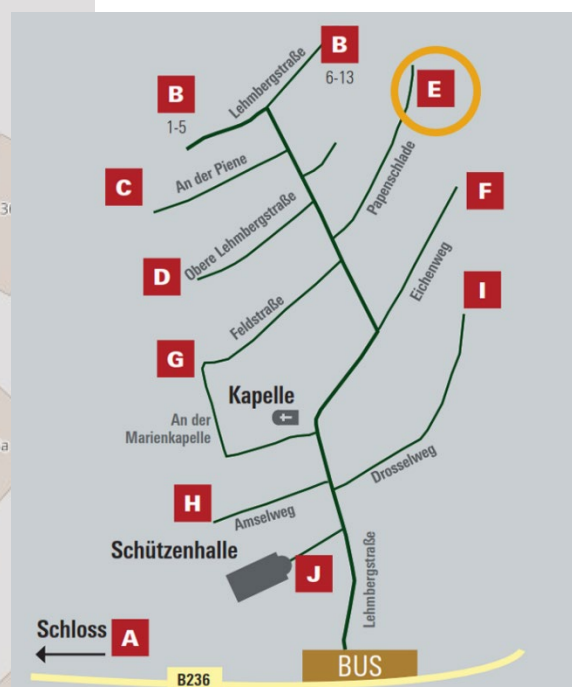 B
Lehmbergstraße
6-13
B
1-5
E
Papenschlade
C
An der Piene
F
Eichenweg
D
Obere Lehmbergstraße
I
G
Feldstraße
Kapelle
An der
Marienkapelle
Drosselweg
H
Amselweg
Schützenhalle
J
Lehmbergstraße
Schloss
A
BUS
B236